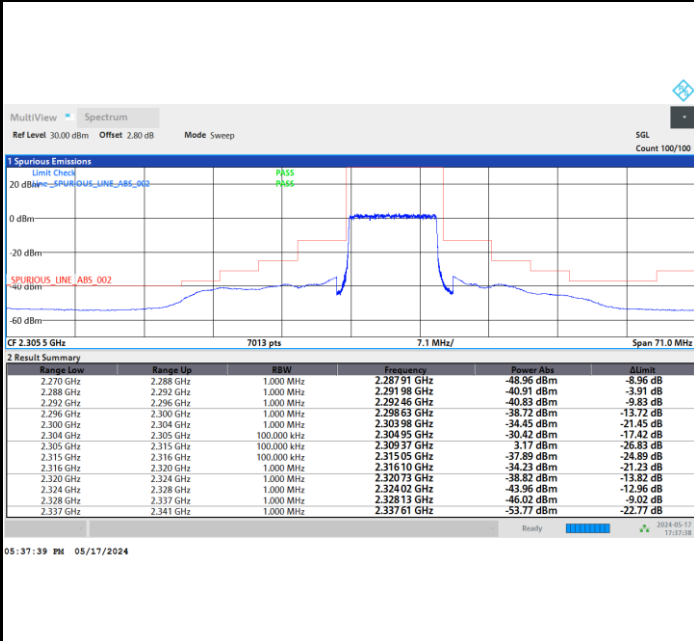 MultiView Spectrum
Ref Level 30.00 dBm Offset 2.80 dB Mode Sweep SGL
Count 100/100
1 Spurious Emissions
Limit Check PASS
Line _SPURIOUS_LINE_ABS_002 PASS
20 dBm
0 dBm
-20 dBm
SPURIOUS_LINE_ABS_002
-40 dBm
-60 dBm
CF 2.305 5 GHz 7013 pts 7.1 MHz/ Span 71.0 MHz
2 Result Summary
Range Low Range Up RBW Frequency Power Abs ΔLimit
2.270 GHz 2.288 GHz 1.000 MHz 2.287 91 GHz -48.96 dBm -8.96 dB
2.288 GHz 2.292 GHz 1.000 MHz 2.291 98 GHz -40.91 dBm -3.91 dB
2.292 GHz 2.296 GHz 1.000 MHz 2.292 46 GHz -40.83 dBm -9.83 dB
2.296 GHz 2.300 GHz 1.000 MHz 2.298 63 GHz -38.72 dBm -13.72 dB
2.300 GHz 2.304 GHz 1.000 MHz 2.303 98 GHz -34.45 dBm -21.45 dB
2.304 GHz 2.305 GHz 100.000 kHz 2.304 95 GHz -30.42 dBm -17.42 dB
2.305 GHz 2.315 GHz 100.000 kHz 2.309 37 GHz 3.17 dBm -26.83 dB
2.315 GHz 2.316 GHz 100.000 kHz 2.315 05 GHz -37.89 dBm -24.89 dB
2.316 GHz 2.320 GHz 1.000 MHz 2.316 10 GHz -34.23 dBm -21.23 dB
2.320 GHz 2.324 GHz 1.000 MHz 2.320 73 GHz -38.82 dBm -13.82 dB
2.324 GHz 2.328 GHz 1.000 MHz 2.324 02 GHz -43.96 dBm -12.96 dB
2.328 GHz 2.337 GHz 1.000 MHz 2.328 13 GHz -46.02 dBm -9.02 dB
2.337 GHz 2.341 GHz 1.000 MHz 2.337 61 GHz -53.77 dBm -22.77 dB
Ready 2024-05-17
17:37:38
05:37:39 PM 05/17/2024